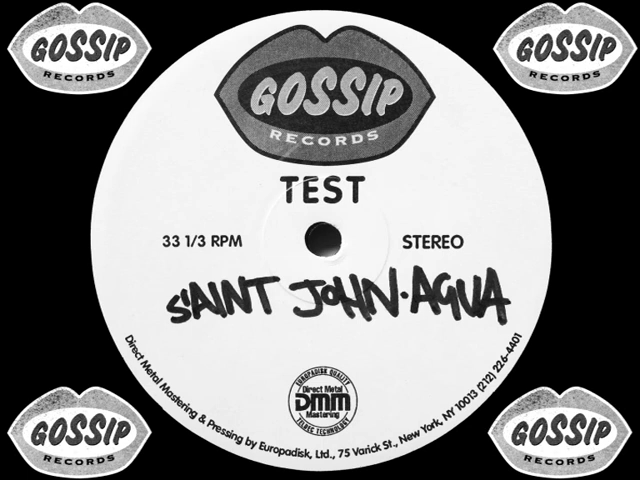 GOSSIP
RECORDS
GOSSIP
RECORDS
GOSSIP
RECORDS
TEST
33 1/3 RPM
STEREO
SAINT JOHN·AGUA
EUROPADISK QUALITY
Direct Metal
DMM
Mastering
TELDEC TECHNOLOGY
Direct Metal Mastering & Pressing by Europadisk, Ltd., 75 Varick St., New York, NY 10013 (212) 226-4401
GOSSIP
RECORDS
GOSSIP
RECORDS